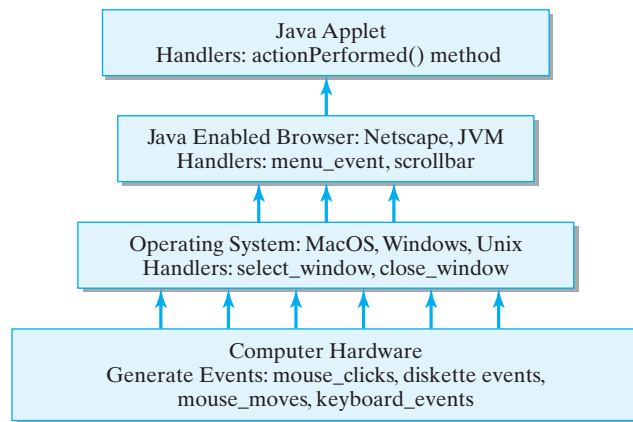 Java Applet
Handlers: actionPerformed() method
Java Enabled Browser: Netscape, JVM
Handlers: menu_event, scrollbar
Operating System: MacOS, Windows, Unix
Handlers: select_window, close_window
Computer Hardware
Generate Events: mouse_clicks, diskette events,
mouse_moves, keyboard_events